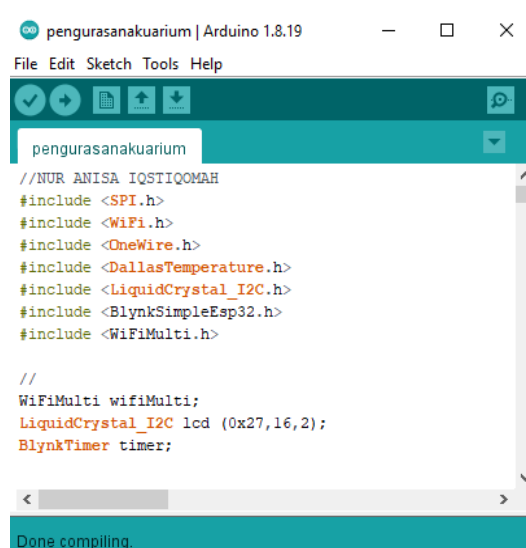 pengurasanakuarium | Arduino 1.8.19
File Edit Sketch Tools Help
pengurasanakuarium
//NUR ANISA IQSTIQOMAH
#include <SPI.h>
#include <WiFi.h>
#include <OneWire.h>
#include <DallasTemperature.h>
#include <LiquidCrystal_I2C.h>
#include <BlynkSimpleEsp32.h>
#include <WiFiMulti.h>
//
WiFiMulti wifiMulti;
LiquidCrystal_I2C lcd (0x27,16,2);
BlynkTimer timer;
Done compiling.